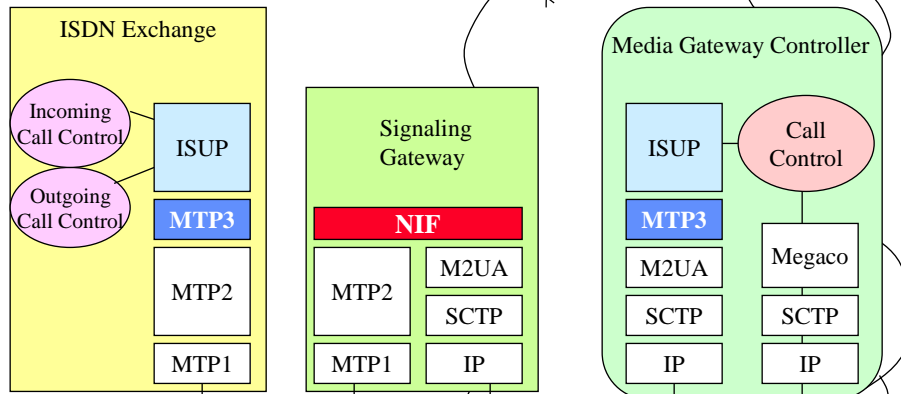 ISDN Exchange
Incoming
Call Control
Outgoing
Call Control
ISUP
MTP3
MTP2
MTP1
Signaling
Gateway
NIF
MTP2
M2UA
SCTP
MTP1
IP
Media Gateway Controller
ISUP
Call
Control
MTP3
M2UA
Megaco
SCTP
SCTP
IP
IP